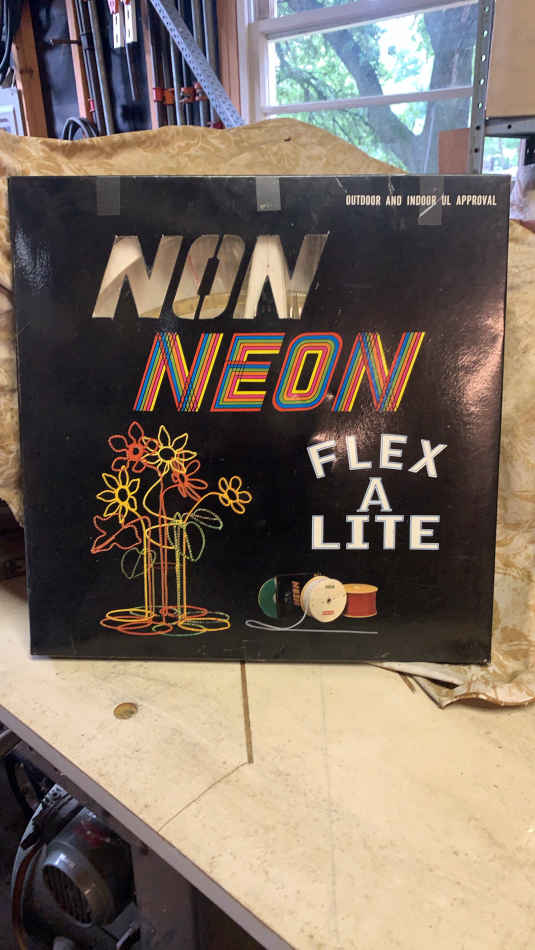 OUTDOOR AND INDOOR UL APPROVAL
NON
NEON
FLEX
A
LITE